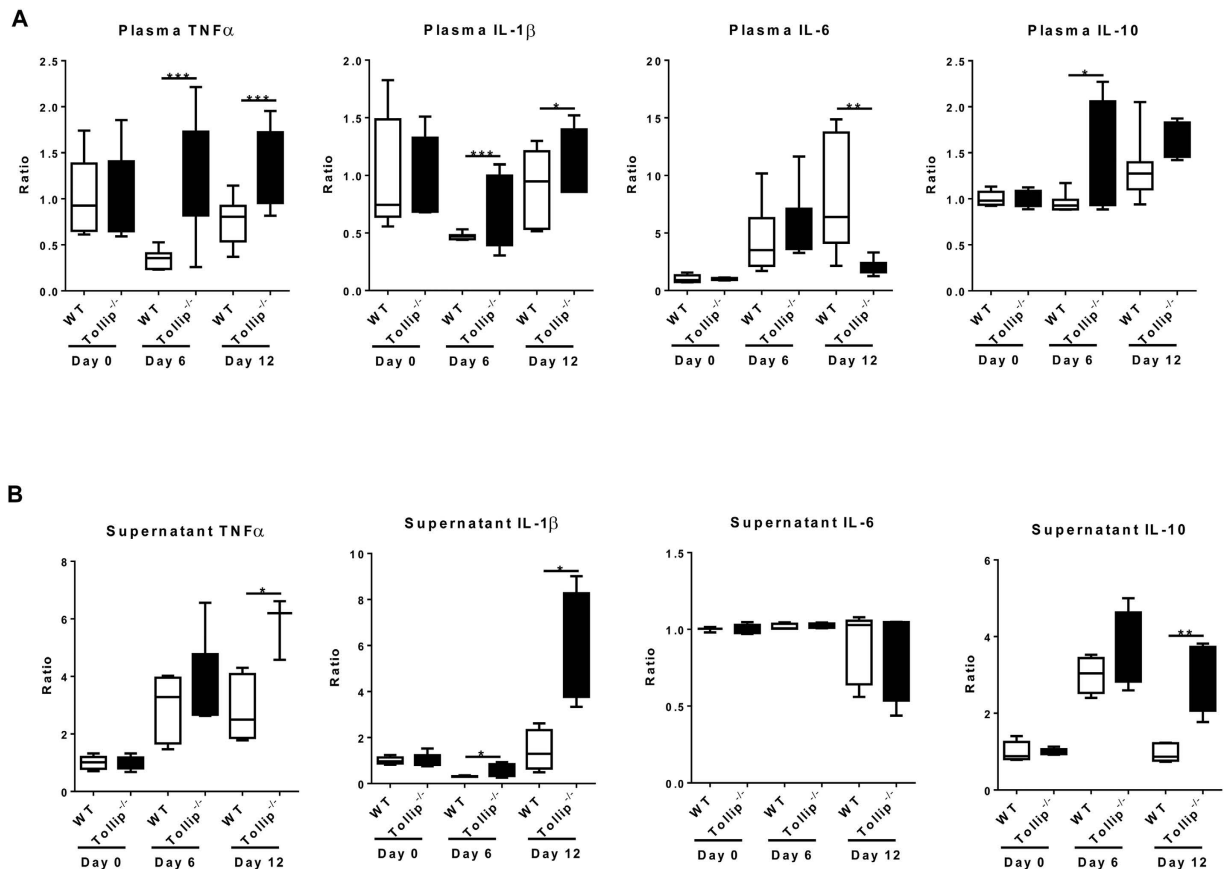 A
Plasma TNFα
Ratio
2.5
2.0
1.5
1.0
0.5
0.0
***
***
WT
Tollip-/-
WT
Tollip-/-
WT
Tollip-/-
Day 0
Day 6
Day 12
Plasma IL-1β
Ratio
2.0
1.5
1.0
0.5
0.0
***
*
WT
Tollip-/-
WT
Tollip-/-
WT
Tollip-/-
Day 0
Day 6
Day 12
Plasma IL-6
Ratio
20
15
10
5
0
**
WT
Tollip-/-
WT
Tollip-/-
WT
Tollip-/-
Day 0
Day 6
Day 12
Plasma IL-10
Ratio
2.5
2.0
1.5
1.0
0.5
0.0
*
WT
Tollip-/-
WT
Tollip-/-
WT
Tollip-/-
Day 0
Day 6
Day 12
B
Supernatant TNFα
Ratio
8
6
4
2
0
*
WT
Tollip-/-
WT
Tollip-/-
WT
Tollip-/-
Day 0
Day 6
Day 12
Supernatant IL-1β
Ratio
10
8
6
4
2
0
*
*
WT
Tollip-/-
WT
Tollip-/-
WT
Tollip-/-
Day 0
Day 6
Day 12
Supernatant IL-6
Ratio
1.5
1.0
0.5
0.0
WT
Tollip-/-
WT
Tollip-/-
WT
Tollip-/-
Day 0
Day 6
Day 12
Supernatant IL-10
Ratio
6
4
2
0
**
WT
Tollip-/-
WT
Tollip-/-
WT
Tollip-/-
Day 0
Day 6
Day 12